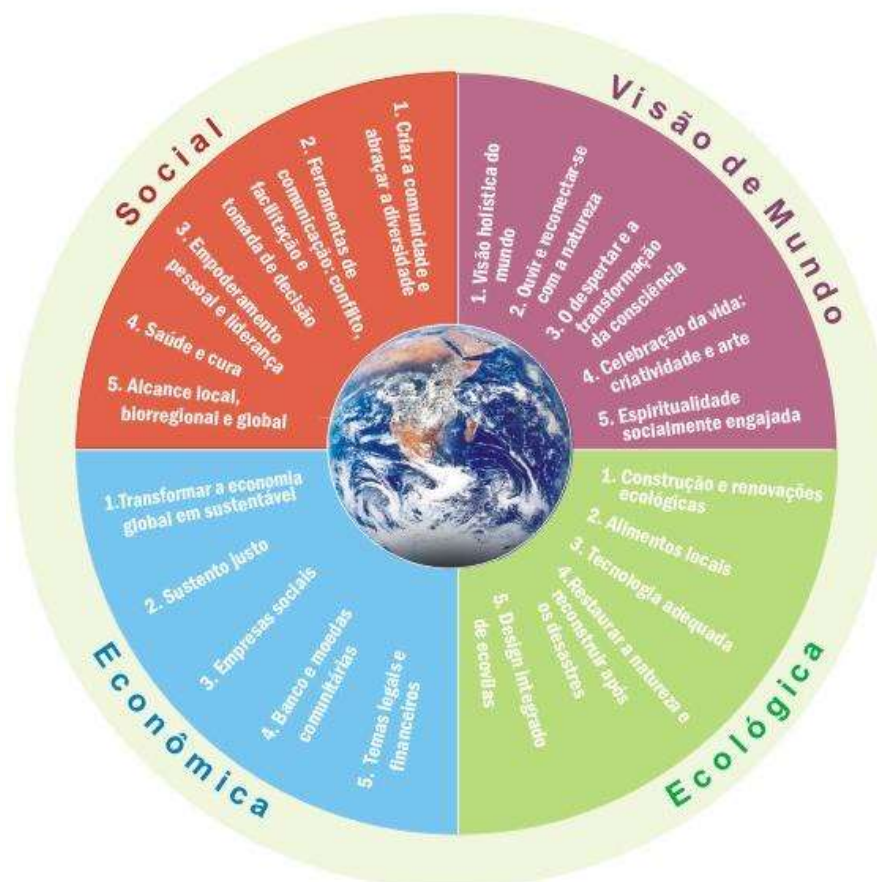 Social
1. Criar a comunidade e
abraçar a diversidade
2. Ferramentas de
comunicação: conflito,
facilitação e
tomada de decisão
3. Empoderamento
pessoal e liderança
4. Saúde e cura
5. Alcance local,
biorregional e global
Visão de Mundo
1. Visão holística do
mundo
2. Ouvir e reconectar-se
com a natureza
3. O despertar e a
transformação
da consciência
4. Celebração da vida:
criatividade e arte
5. Espiritualidade
socialmente engajada
Econômica
1.Transformar a economia
global em sustentável
2. Sustento justo
3. Empresas sociais
4. Banco e moedas
comunitárias
5. Temas legais e
financeiros
Ecológica
1. Construção e renovações
ecológicas
2. Alimentos locais
3. Tecnologia adequada
4.Restaurar a natureza e
reconstruir após
os desastres
5. Design integrado
de ecovilas